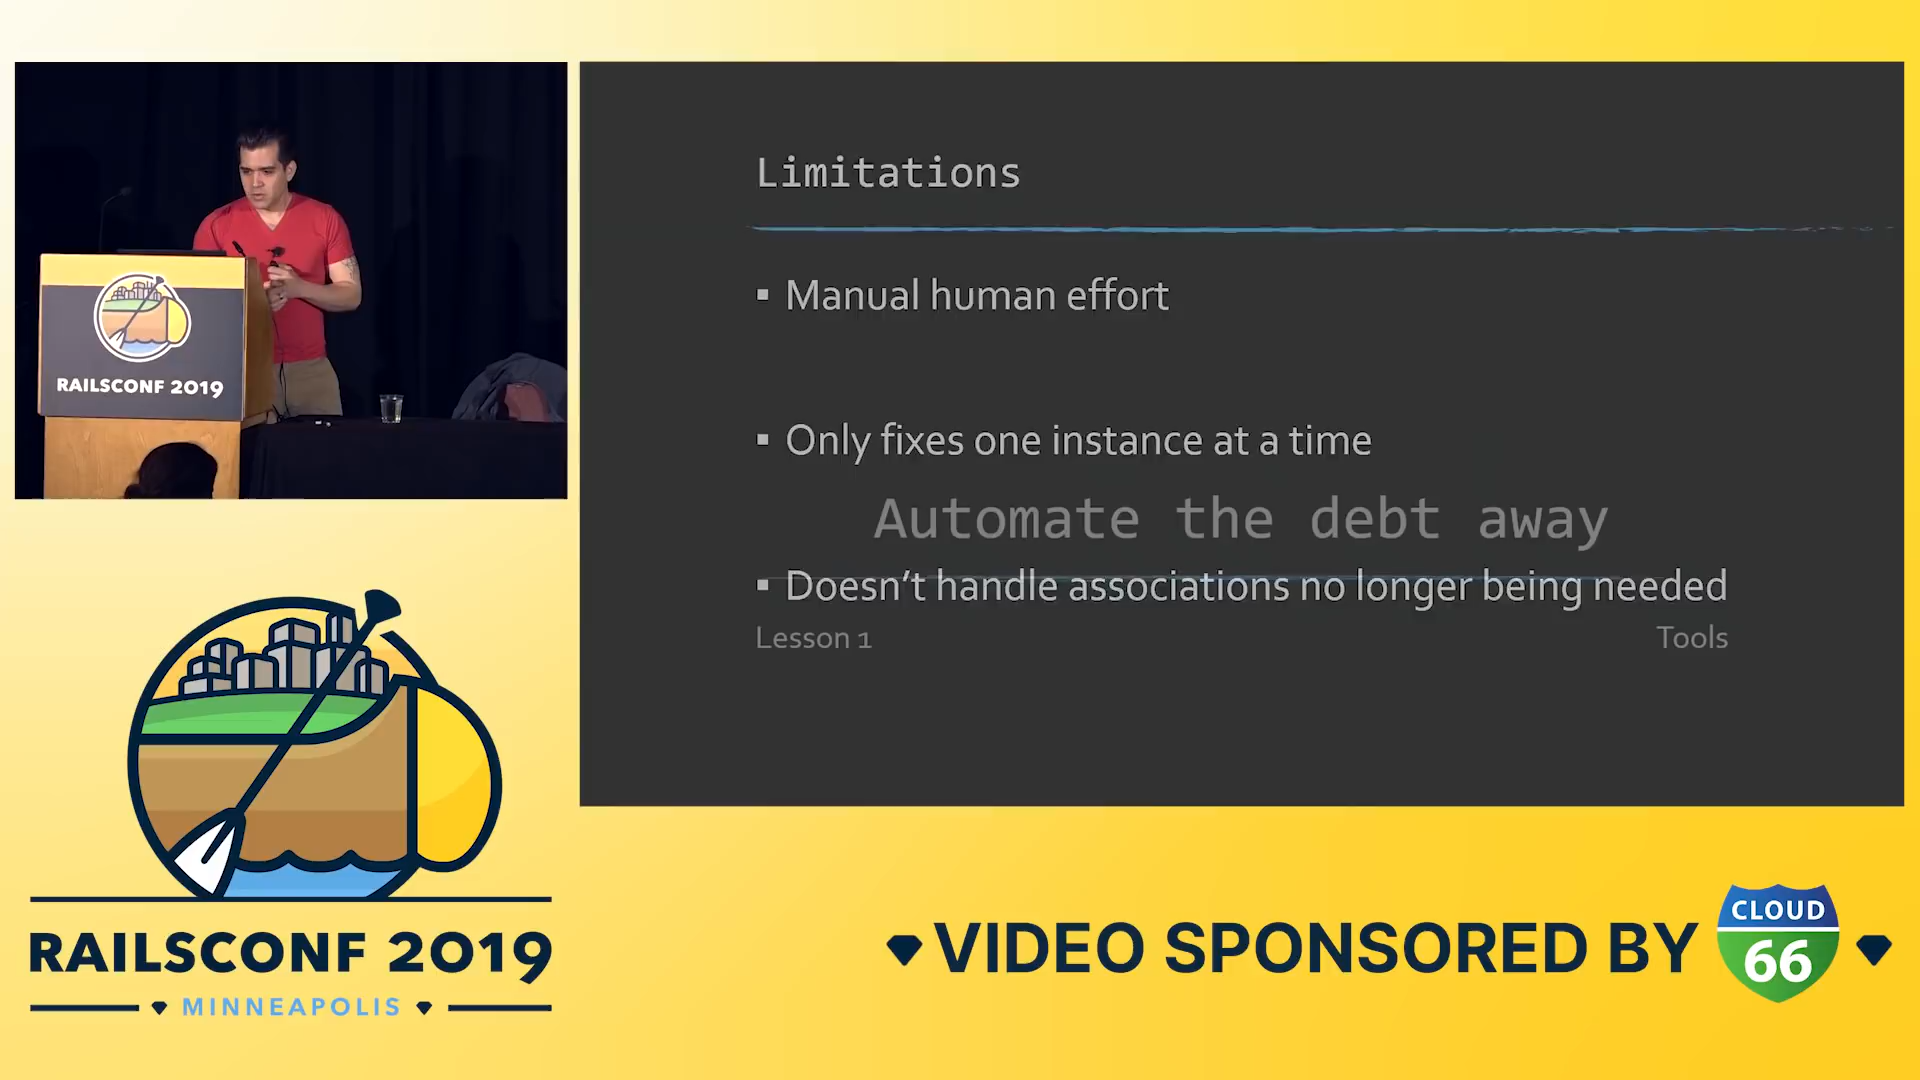 Limitations
▪ Manual human effort
▪ Only fixes one instance at a time
Automate the debt away
▪ Doesn't handle associations no longer being needed
Lesson 1
Tools
RAILSCONF 2019
RAILSCONF 2019
MINNEAPOLIS
VIDEO SPONSORED BY
CLOUD
66